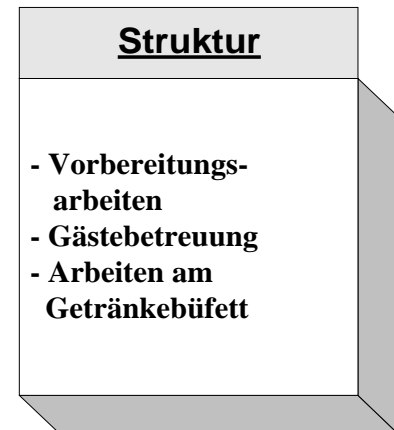 Struktur
- Vorbereitungs-
arbeiten
- Gästebetreuung
- Arbeiten am
Getränkebüfett